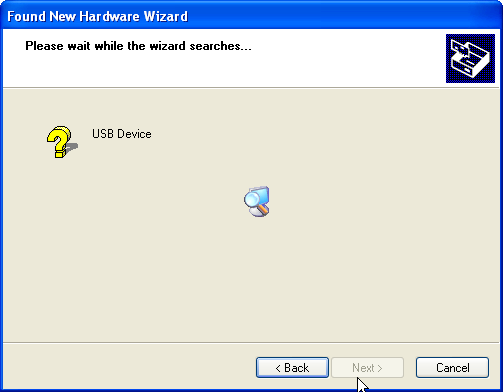 Found New Hardware Wizard
Please wait while the wizard searches...
USB Device
< Back Next > Cancel